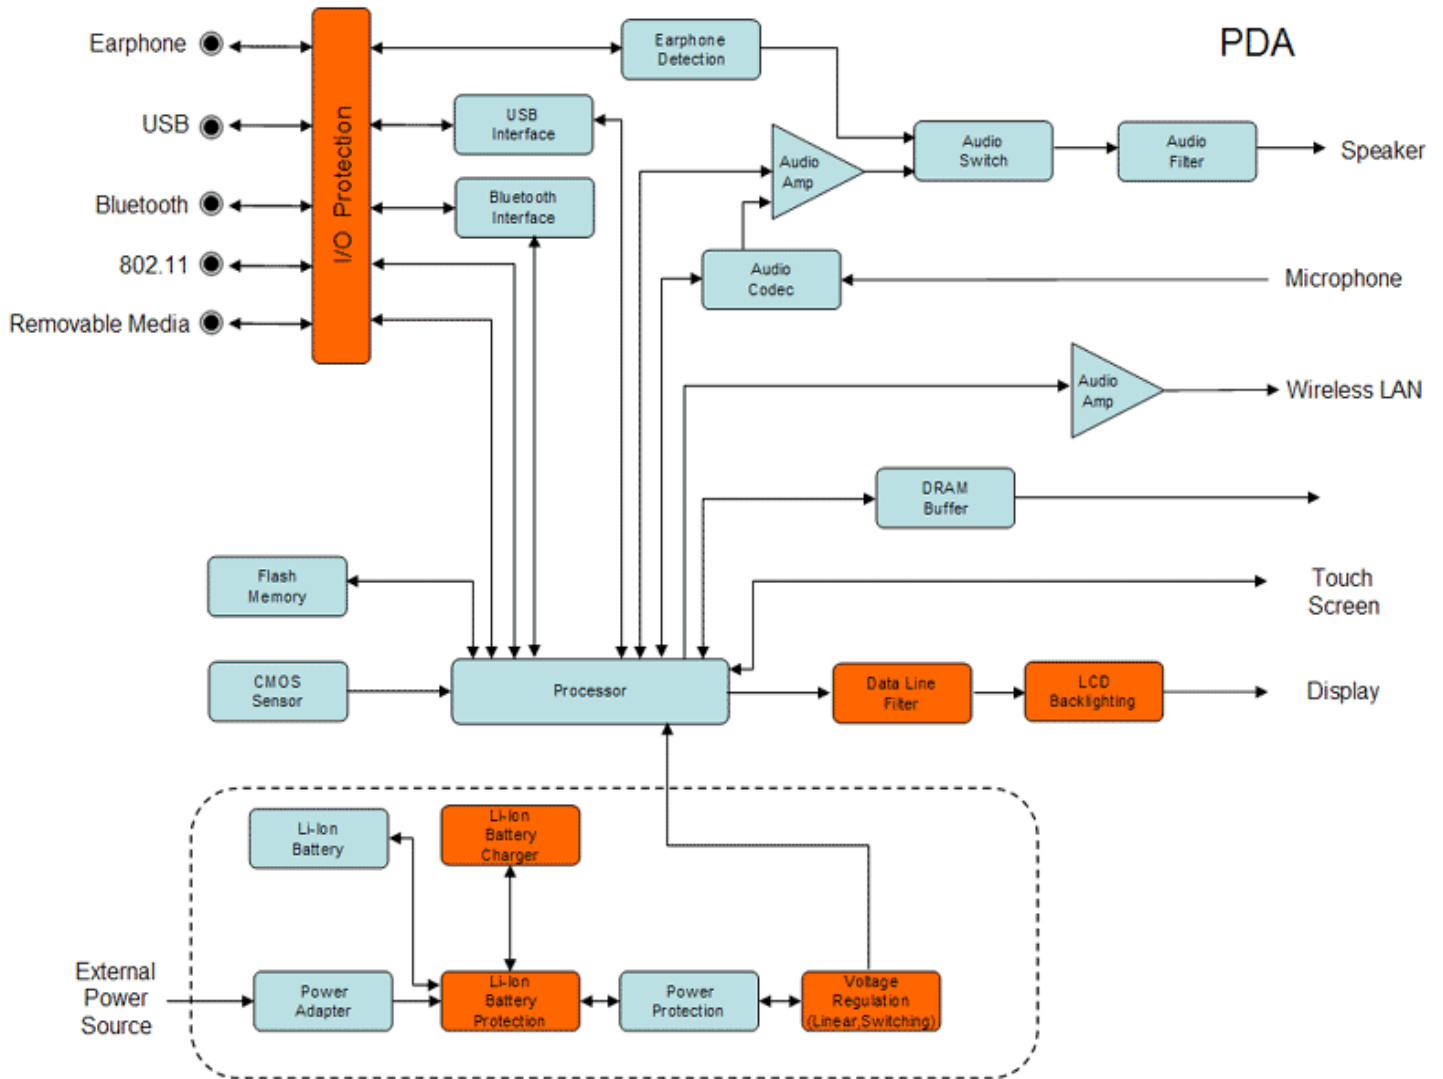 PDA
Earphone
USB
Bluetooth
802.11
Removable Media
I/O Protection
Earphone
Detection
USB
Interface
Bluetooth
Interface
Audio
Amp
Audio
Switch
Audio
Filter
Speaker
Audio
Codec
Microphone
Audio
Amp
Wireless LAN
DRAM
Buffer
Flash
Memory
Touch
Screen
CMOS
Sensor
Processor
Data Line
Filter
LCD
Backlighting
Display
Li-Ion
Battery
Li-Ion
Battery
Charger
External
Power
Source
Power
Adapter
Li-Ion
Battery
Protection
Power
Protection
Voltage
Regulation
(Linear,Switching)